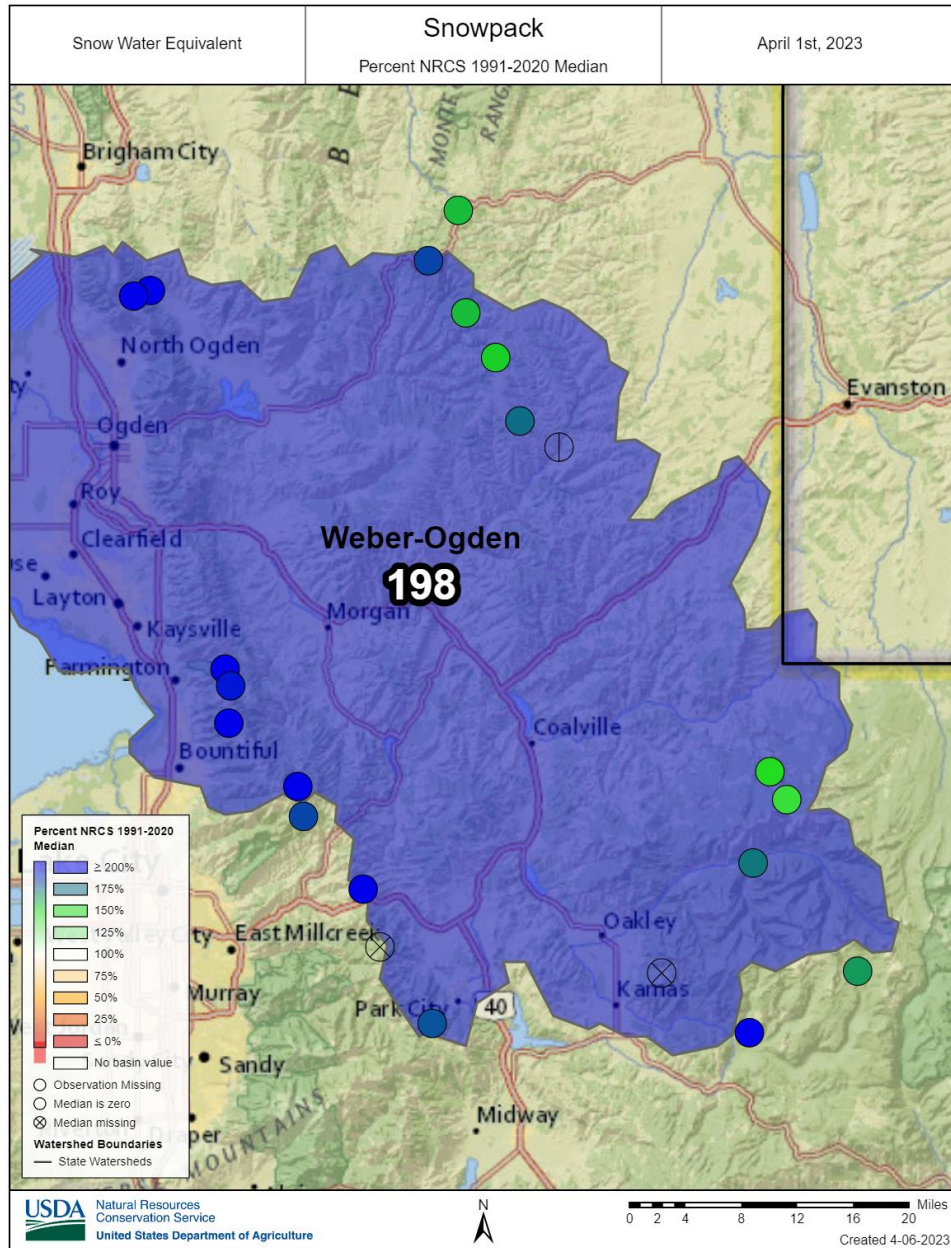 Snow Water Equivalent
Snowpack
Percent NRCS 1991-2020 Median
April 1st, 2023
Brigham City
B E
MONTE
RANG
North Ogden
Evanston
Ogden
Roy
Clearfield
Weber-Ogden
198
Layton
Morgan
Kaysville
Farmington
Coalville
Bountiful
Percent NRCS 1991-2020
Median
≥ 200%
175%
150%
125%
100%
75%
50%
25%
≤ 0%
No basin value
Observation Missing
Median is zero
Median missing
Watershed Boundaries
State Watersheds
City
Oakley
East Millcreek
Murray
Kamas
Park City
40
Sandy
Midway
MOUNTAINS
USDA
Natural Resources
Conservation Service
United States Department of Agriculture
N
Miles
0 2 4 8 12 16 20
Created 4-06-2023